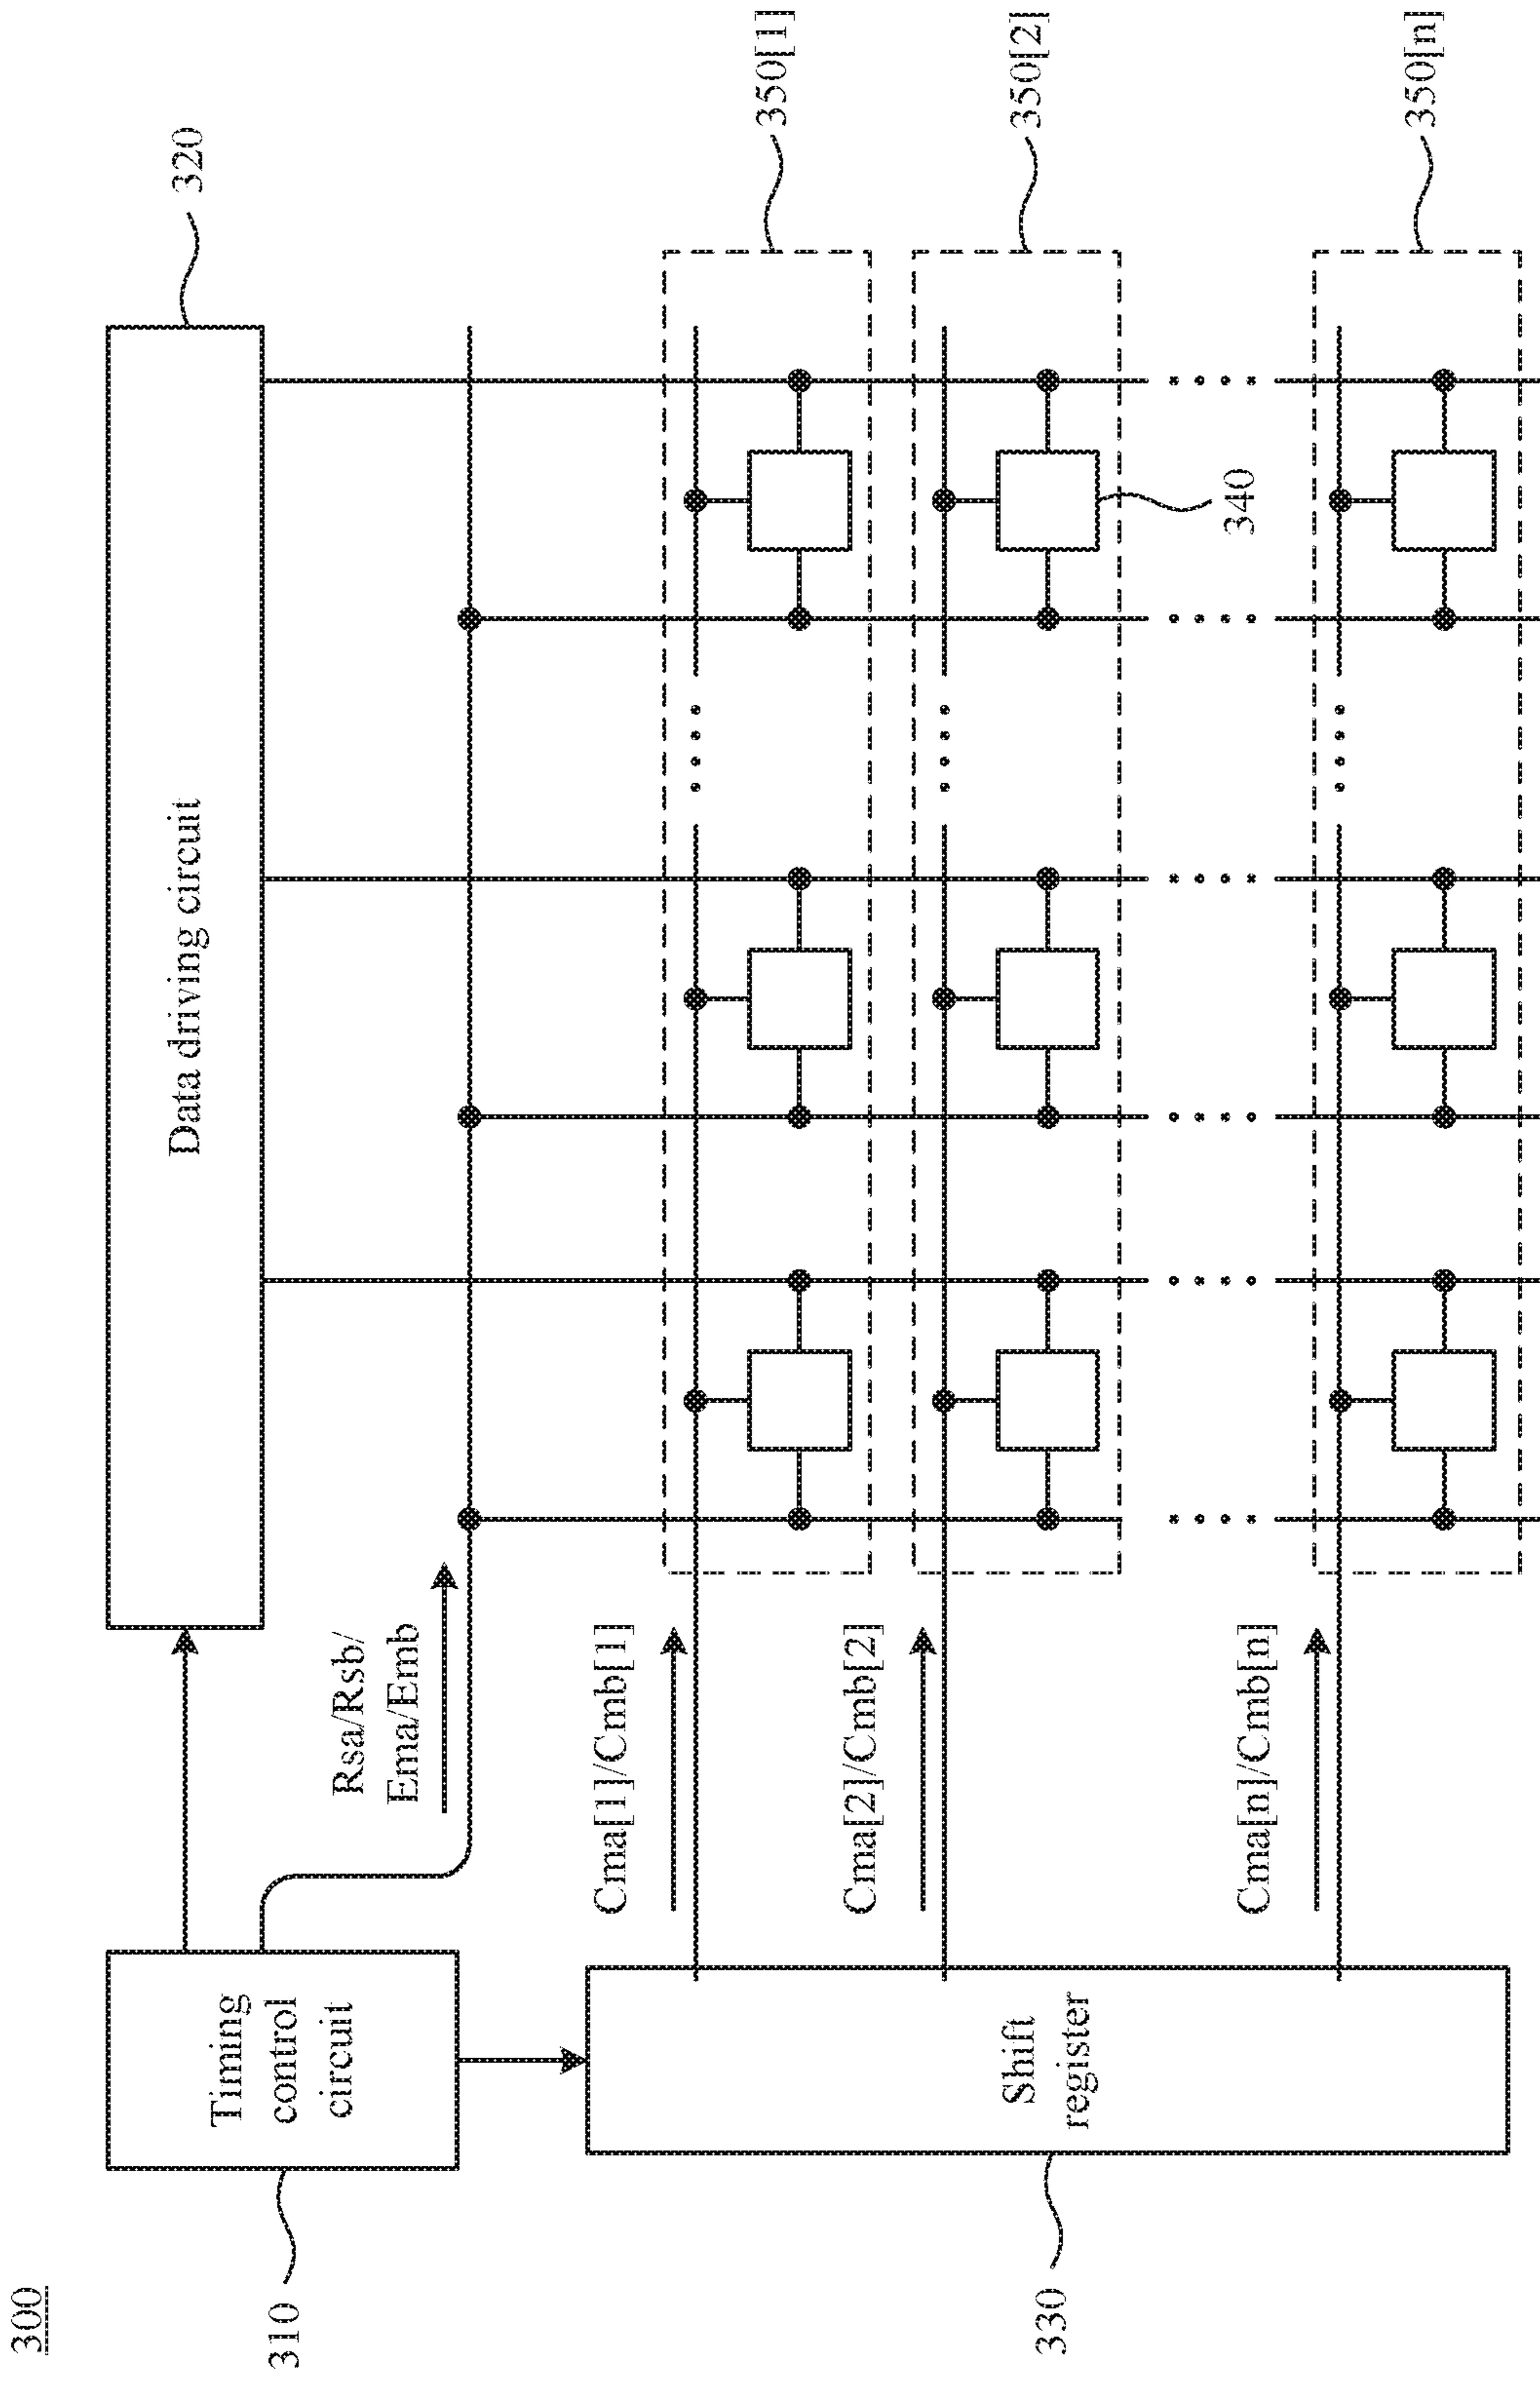 300
310
Timing
control
circuit
Data driving circuit
320
Rsa/Rsb/
Ema/Emb
Cma[1]/Cmb[1]
350[1]
Cma[2]/Cmb[2]
350[2]
340
330
Shift
register
Cma[n]/Cmb[n]
350[n]